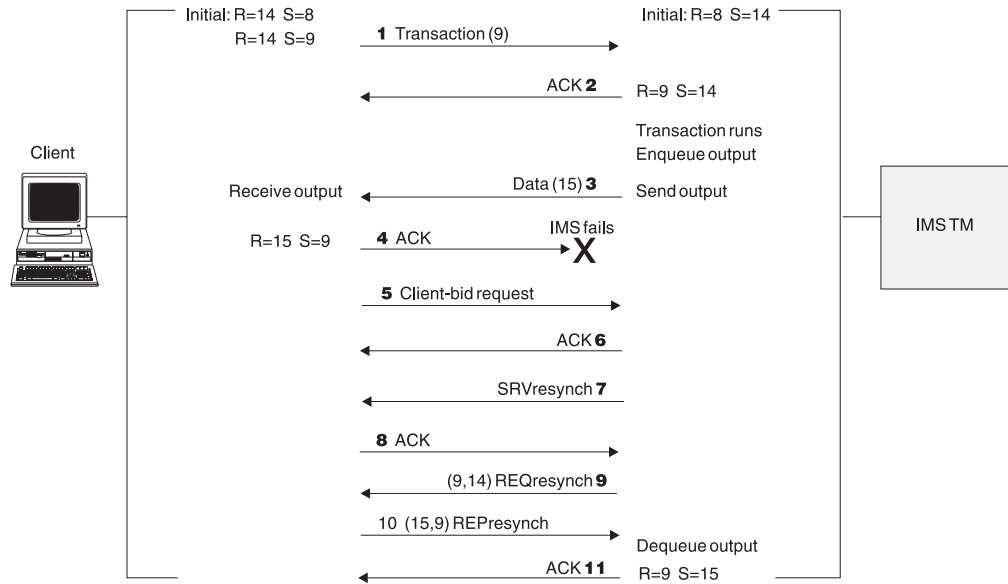 Initial: R=14 S=8
Initial: R=8 S=14
R=14 S=9
1 Transaction (9)
ACK 2
R=9 S=14
Transaction runs
Enqueue output
Client
Receive output
Data (15) 3
Send output
IMS TM
IMS fails
R=15 S=9
4 ACK
X
5 Client-bid request
ACK 6
SRVresynch 7
8 ACK
(9,14) REQresynch 9
10 (15,9) REPresynch
Dequeue output
ACK 11
R=9 S=15